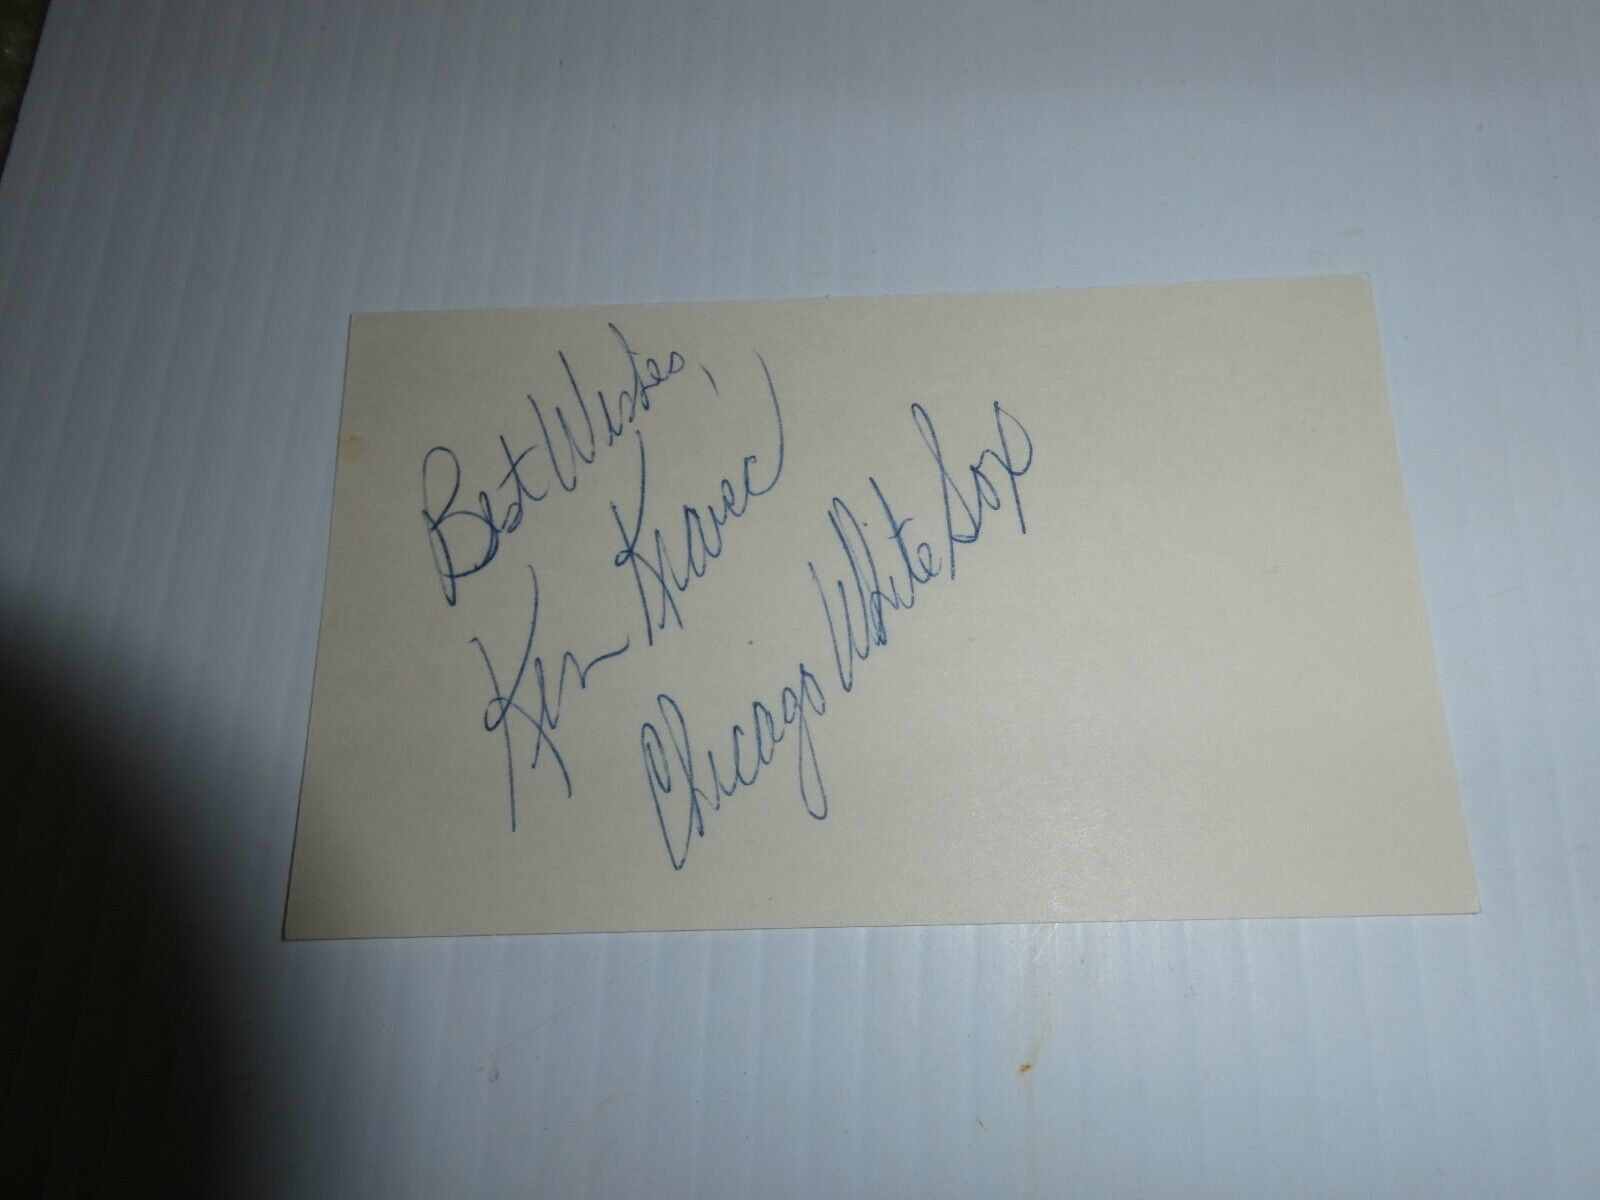 Best Wishes,
Ken Kravec
Chicago White Sox